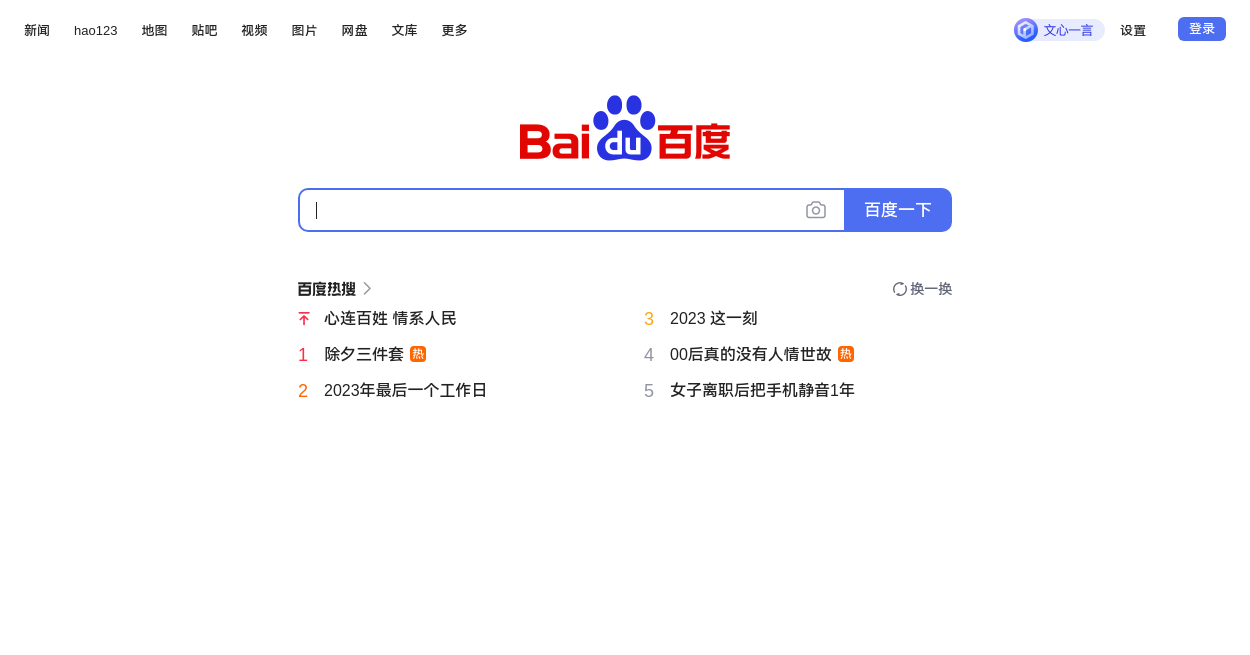 新闻 hao123 地图 贴吧 视频 图片 网盘 文库 更多 文心一言 设置 登录
Bai du 百度
百度一下
百度热搜 换一换
心连百姓 情系人民
1 除夕三件套 热
2 2023年最后一个工作日
3 2023 这一刻
4 00后真的没有人情世故 热
5 女子离职后把手机静音1年